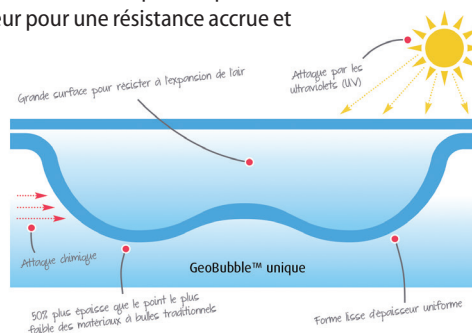 eur pour une résistance accrue et
Attaque par les
ultraviolets (UV)
Grande surface pour résister à l'expansion de l'air
Attaque chimique
GeoBubble™ unique
50% plus épaisse que le point le plus
faible des matériaux à bulles traditionnels
Forme lisse d'épaisseur uniforme